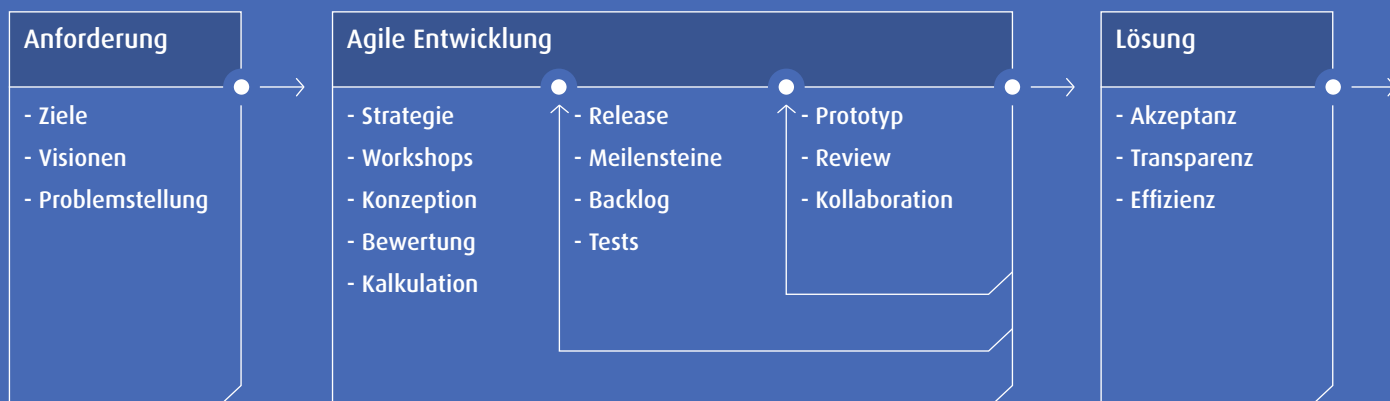 Anforderung
- Ziele
- Visionen
- Problemstellung
Agile Entwicklung
- Strategie
- Workshops
- Konzeption
- Bewertung
- Kalkulation
- Release
- Meilensteine
- Backlog
- Tests
- Prototyp
- Review
- Kollaboration
Lösung
- Akzeptanz
- Transparenz
- Effizienz